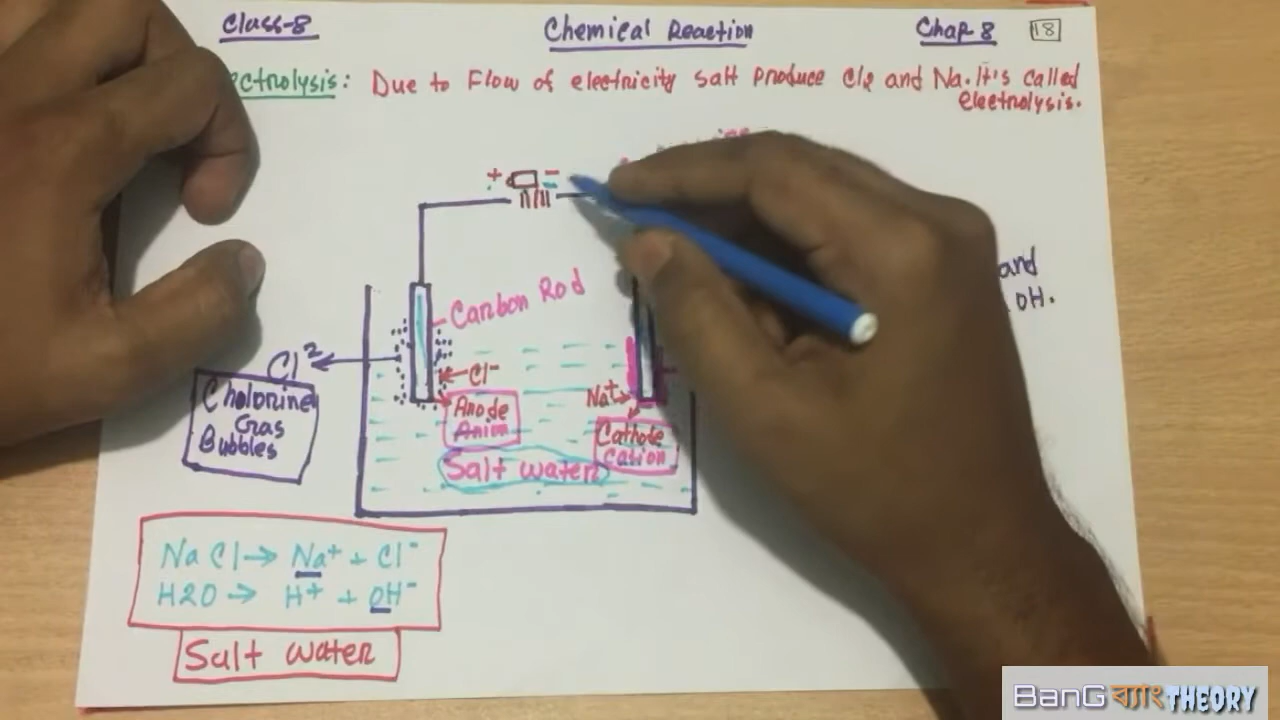 Class-8
Chemical Reaction
Chap 8
18
ectrolysis: Due to Flow of electricity salt Produce Cl2 and Na. It's called
electrolysis.
+ -
Carbon Rod
and
OH.
Cl2
Cholorine
Gas
Bubbles
Cl-
Anode
Anion
Na+
Cathode
Cation
Salt water
Na Cl → Na+ + Cl-
H2O → H+ + OH-
Salt water
BanG ব্যাং THEORY